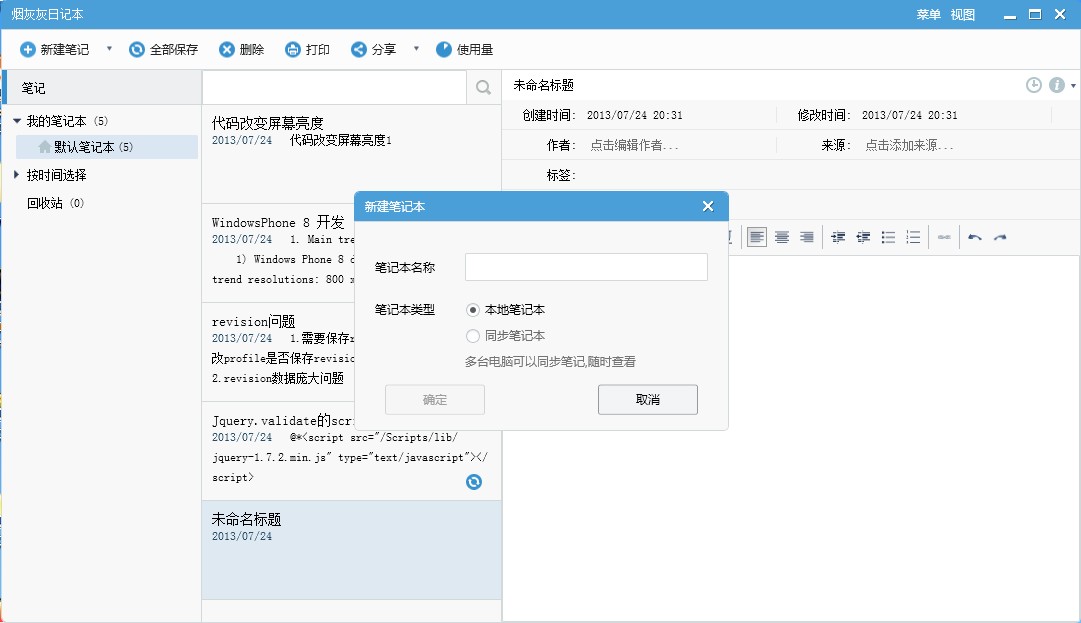 烟灰灰日记本
菜单 视图
新建笔记 全部保存 删除 打印 分享 使用量
笔记
我的笔记本 (5)
默认笔记本 (5)
按时间选择
回收站 (0)
代码改变屏幕亮度
2013/07/24 代码改变屏幕亮度1
WindowsPhone 8 开发
2013/07/24 1. Main tre
1) Windows Phone 8 d
trend resolutions: 800 x
revision问题
2013/07/24 1.需要保存r
改profile是否保存revisio
2.revision数据庞大问题
Jquery.validate的scri
2013/07/24 @*<script src="/Scripts/lib/
jquery-1.7.2.min.js" type="text/javascript"></
script>
未命名标题
2013/07/24
未命名标题
创建时间: 2013/07/24 20:31 修改时间: 2013/07/24 20:31
作者: 点击编辑作者... 来源: 点击添加来源...
标签:
新建笔记本
笔记本名称
笔记本类型 本地笔记本
同步笔记本
多台电脑可以同步笔记,随时查看
确定 取消